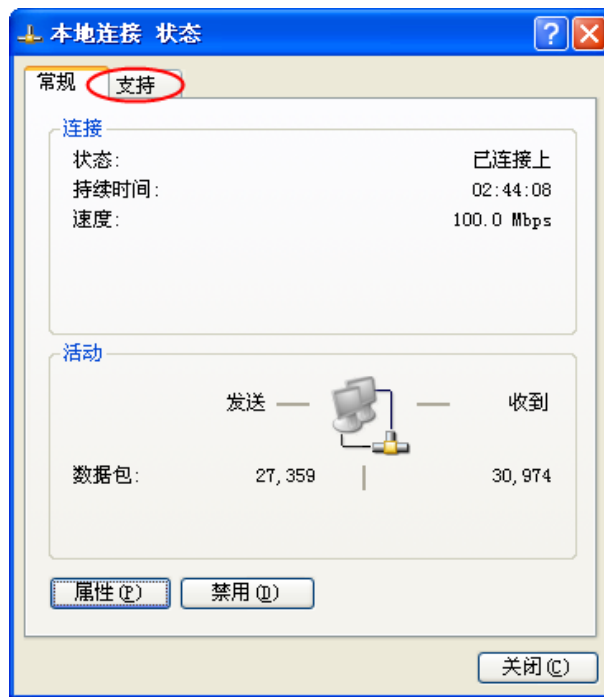 本地连接 状态
常规 支持
连接
状态: 已连接上
持续时间: 02:44:08
速度: 100.0 Mbps
活动
发送 — — 收到
数据包: 27,359 | 30,974
属性(P) 禁用(D)
关闭(C)